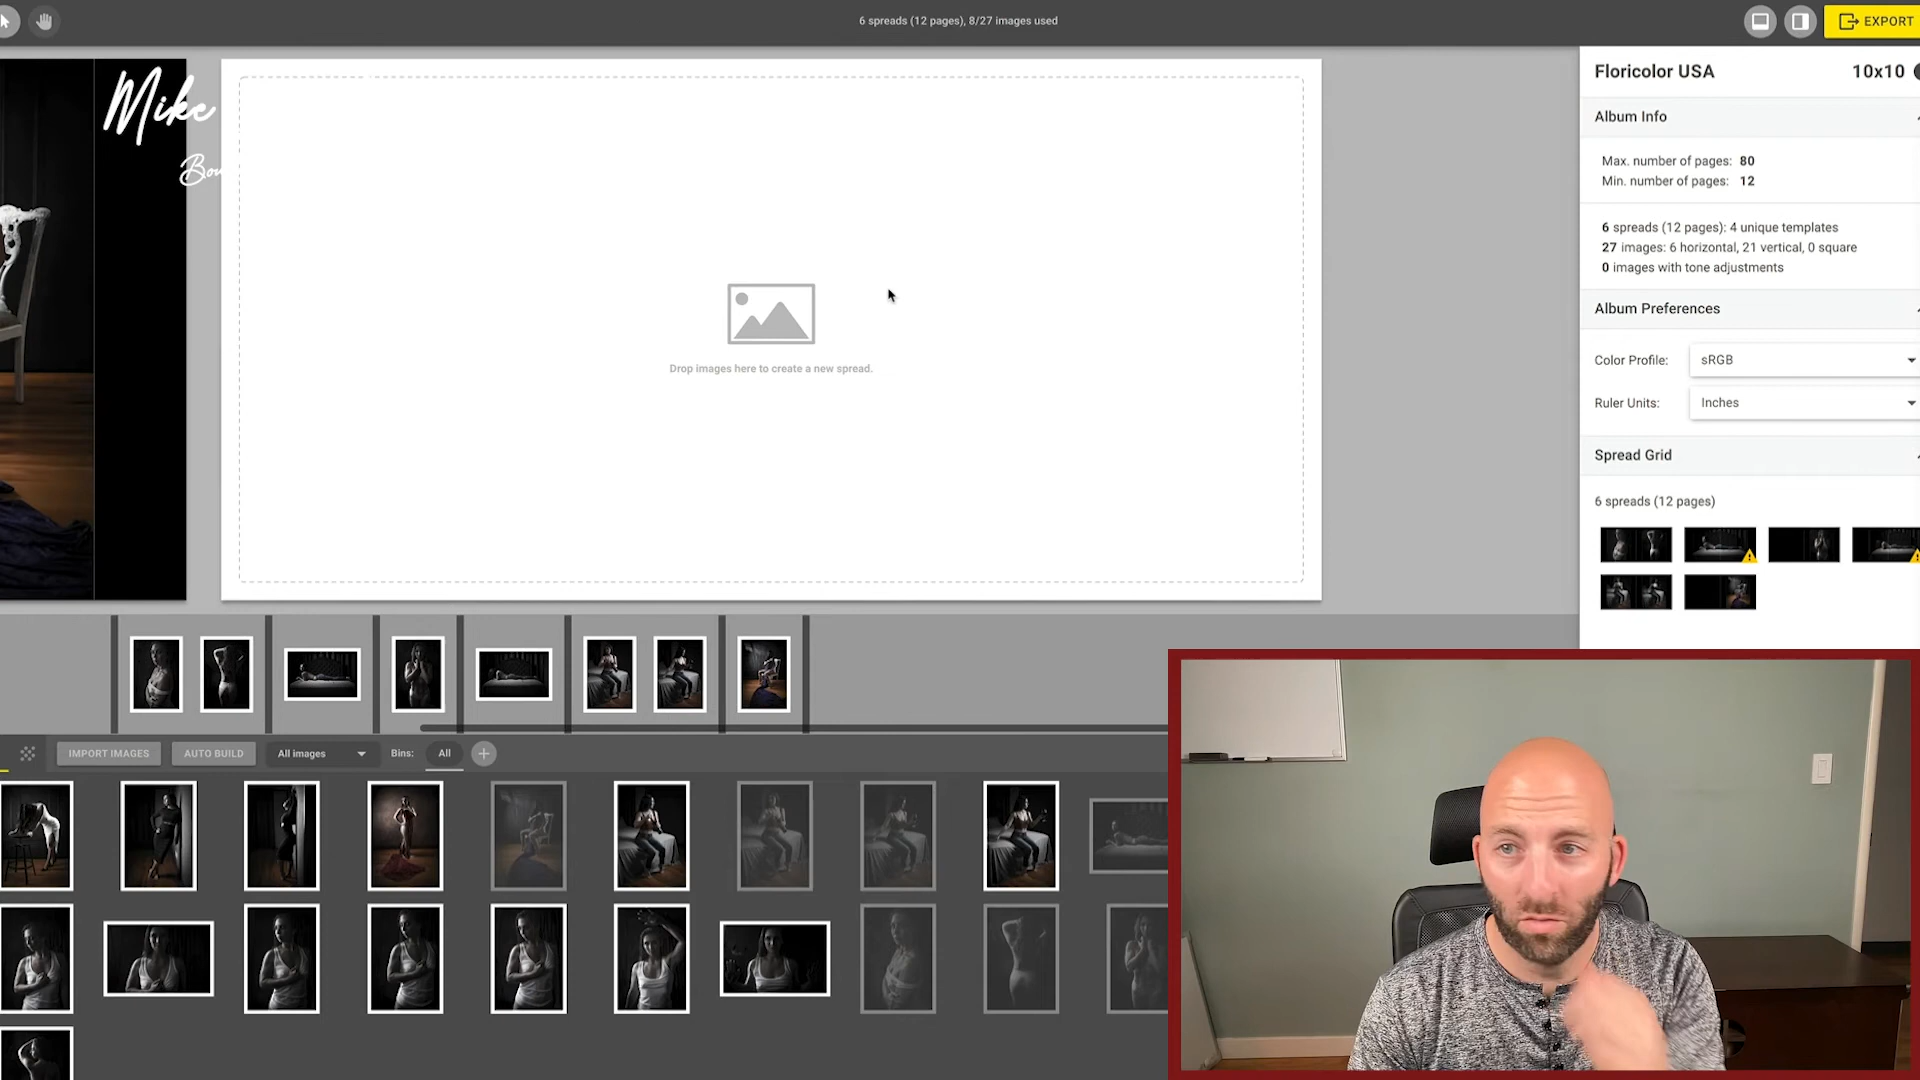 6 spreads (12 pages), 8/27 images used
EXPORT
Mike
Floricolor USA 10x10
Album Info
Max. number of pages: 80
Min. number of pages: 12
6 spreads (12 pages): 4 unique templates
27 images: 6 horizontal, 21 vertical, 0 square
0 images with tone adjustments
Album Preferences
Color Profile: sRGB
Ruler Units: Inches
Spread Grid
6 spreads (12 pages)
Drop images here to create a new spread.
IMPORT IMAGES AUTO BUILD All images Bins: All